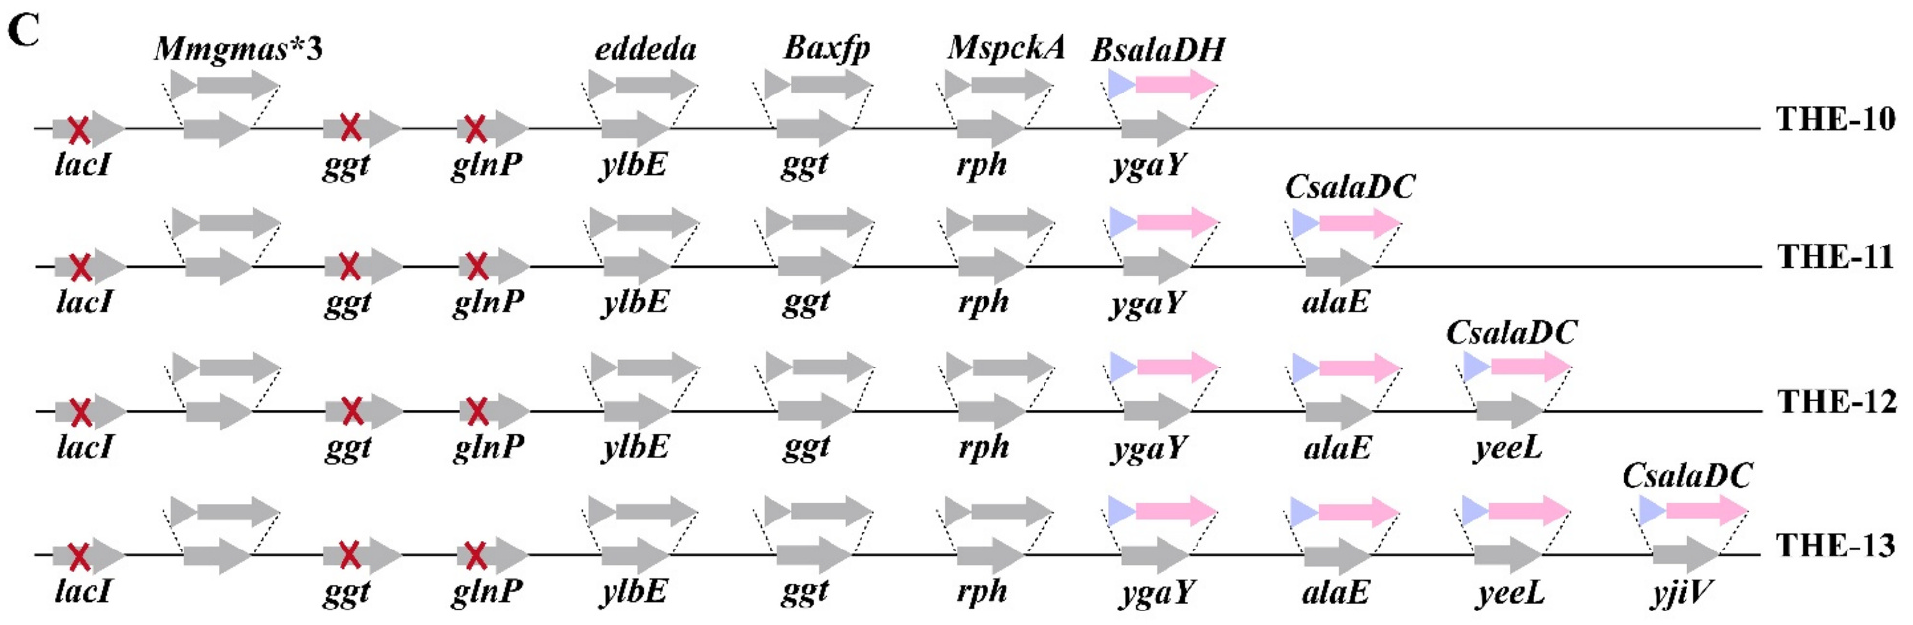 C
Mmgmas*3 eddeda Baxfp MspckA BsalaDH
THE-10
lacI ggt glnP ylbE ggt rph ygaY
CsalaDC
THE-11
lacI ggt glnP ylbE ggt rph ygaY alaE
CsalaDC
THE-12
lacI ggt glnP ylbE ggt rph ygaY alaE yeeL
CsalaDC
THE-13
lacI ggt glnP ylbE ggt rph ygaY alaE yeeL yjiV